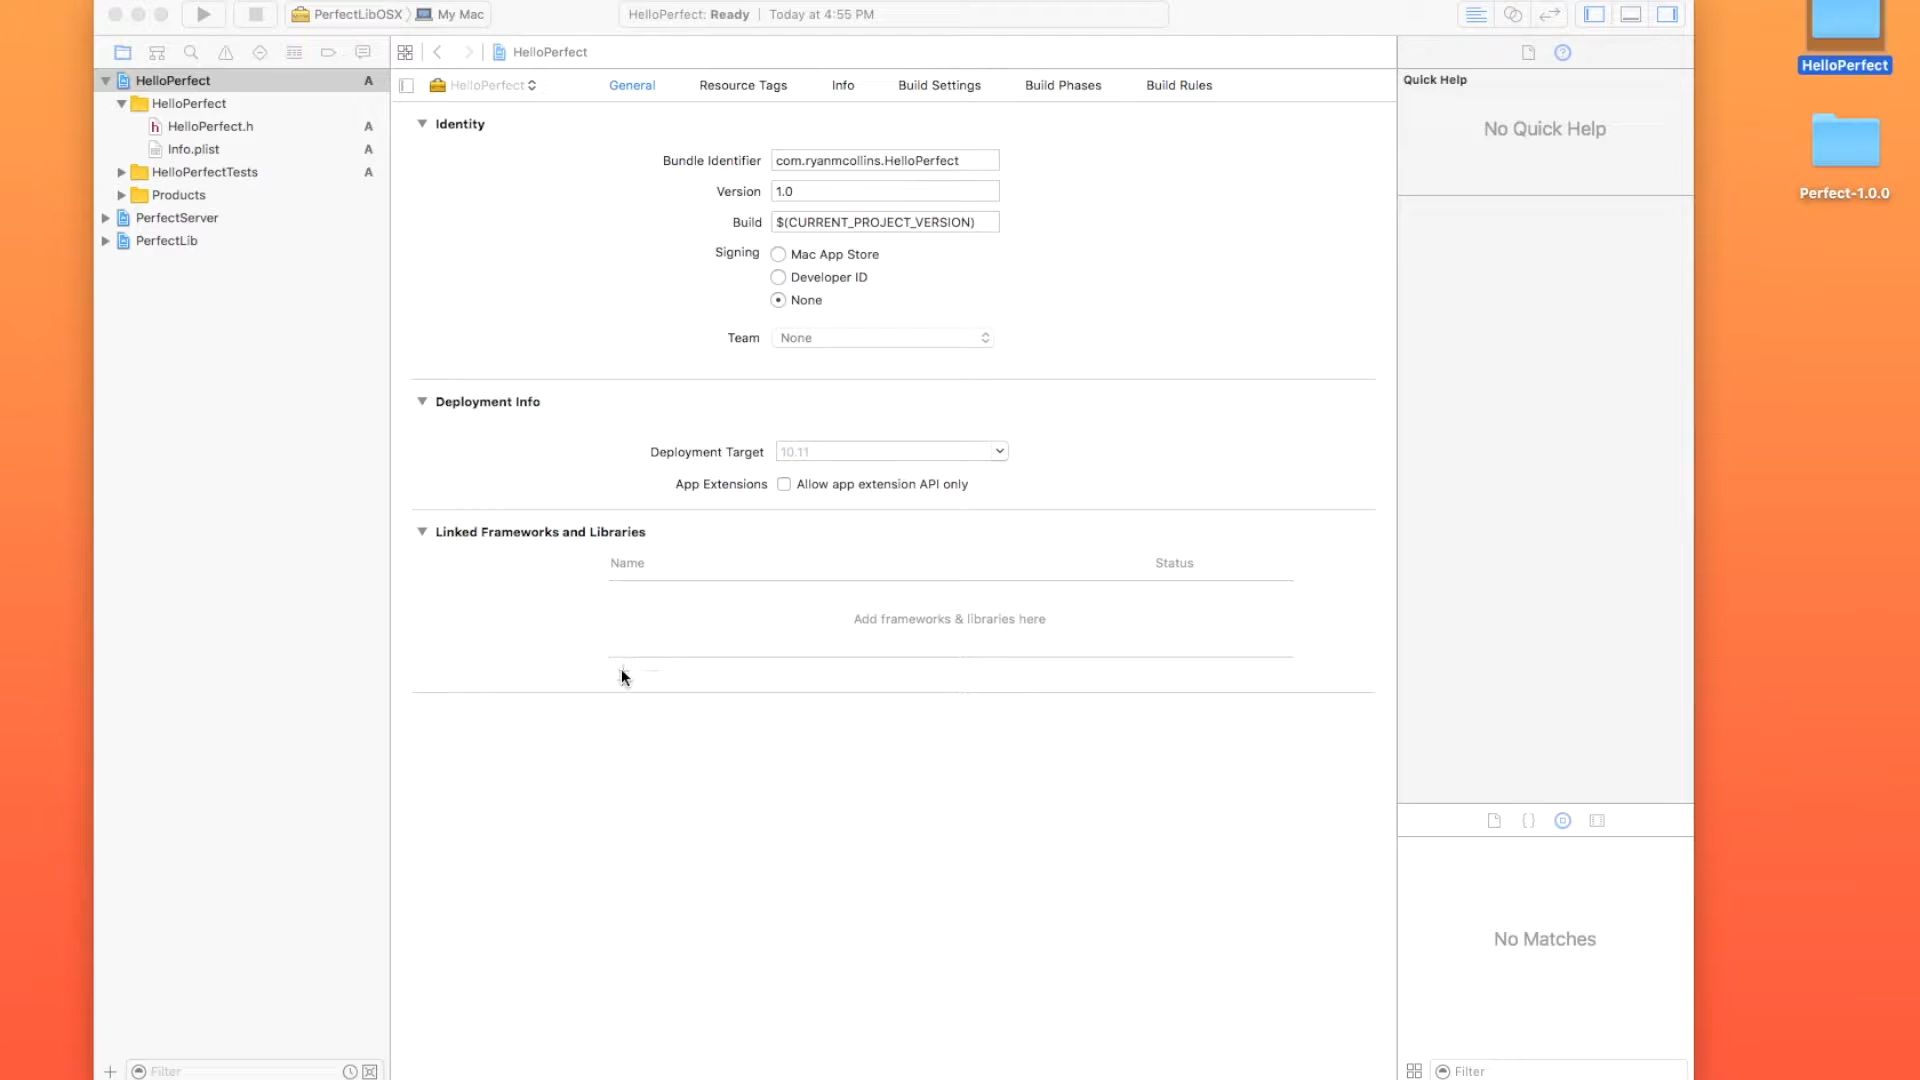 PerfectLibOSX
My Mac
HelloPerfect: Ready | Today at 4:55 PM
HelloPerfect
HelloPerfect A
HelloPerfect
HelloPerfect.h A
Info.plist A
HelloPerfectTests A
Products
PerfectServer
PerfectLib
HelloPerfect
General
Resource Tags
Info
Build Settings
Build Phases
Build Rules
Identity
Bundle Identifier com.ryanmcollins.HelloPerfect
Version 1.0
Build $(CURRENT_PROJECT_VERSION)
Signing Mac App Store
Developer ID
None
Team None
Deployment Info
Deployment Target 10.11
App Extensions Allow app extension API only
Linked Frameworks and Libraries
Name Status
Add frameworks & libraries here
Quick Help
No Quick Help
No Matches
Filter
Filter
HelloPerfect
Perfect-1.0.0